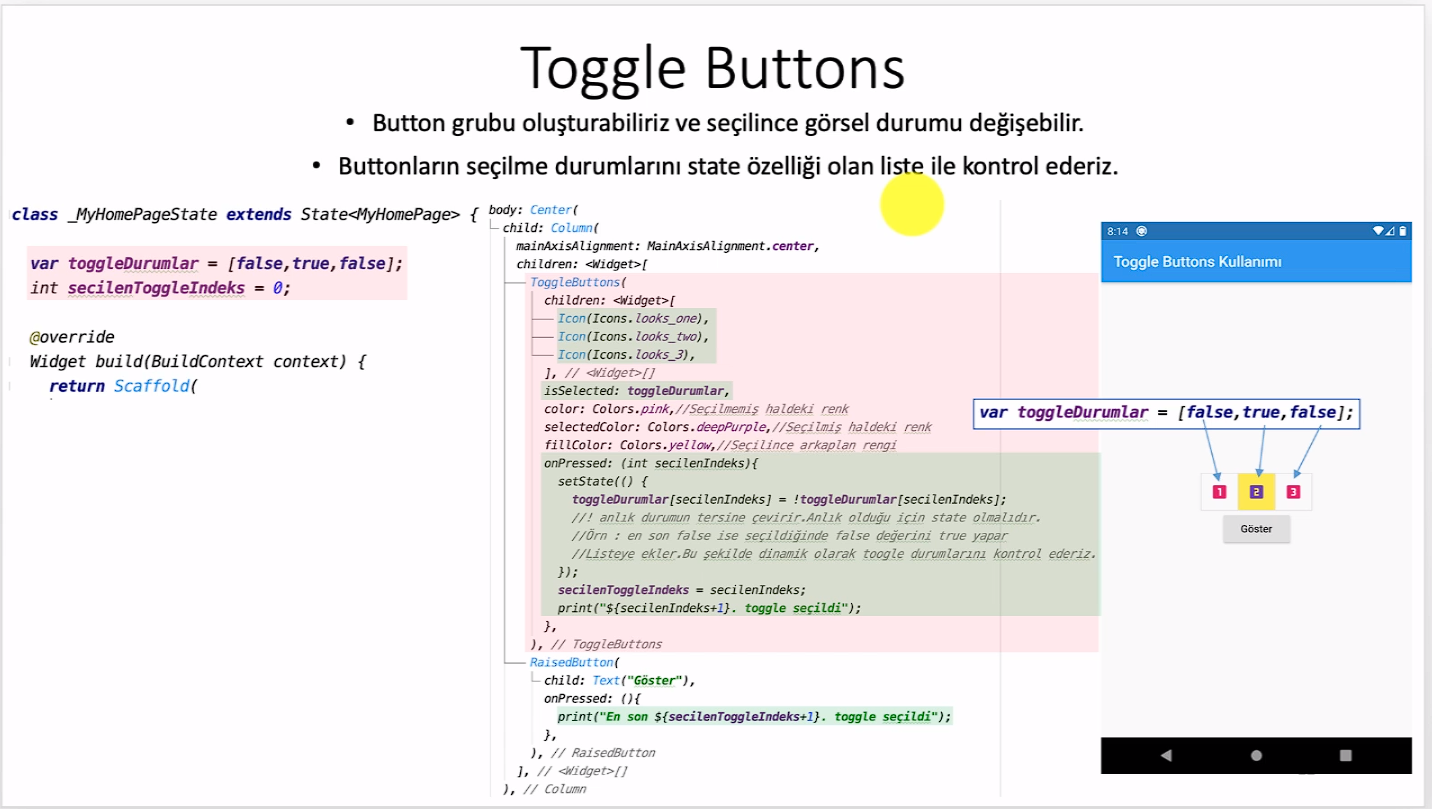 Toggle Buttons
• Button grubu oluşturabiliriz ve seçilince görsel durumu değişebilir.
• Buttonların seçilme durumlarını state özelliği olan liste ile kontrol ederiz.
class _MyHomePageState extends State<MyHomePage> {
var toggleDurumlar = [false,true,false];
int secilenToggleIndeks = 0;
@override
Widget build(BuildContext context) {
return Scaffold(
body: Center(
child: Column(
mainAxisAlignment: MainAxisAlignment.center,
children: <Widget>[
ToggleButtons(
children: <Widget>[
Icon(Icons.looks_one),
Icon(Icons.looks_two),
Icon(Icons.looks_3),
], // <Widget>[]
isSelected: toggleDurumlar,
color: Colors.pink,//Seçilmemiş haldeki renk
selectedColor: Colors.deepPurple,//Seçilmiş haldeki renk
fillColor: Colors.yellow,//Seçilince arkaplan rengi
onPressed: (int secilenIndeks){
setState(() {
toggleDurumlar[secilenIndeks] = !toggleDurumlar[secilenIndeks];
//! anlık durumun tersine çevirir.Anlık olduğu için state olmalıdır.
//Örn : en son false ise seçildiğinde false değerini true yapar
//Listeye ekler.Bu şekilde dinamik olarak toogle durumlarını kontrol ederiz.
});
secilenToggleIndeks = secilenIndeks;
print("${secilenIndeks+1}. toggle seçildi");
},
), // ToggleButtons
RaisedButton(
child: Text("Göster"),
onPressed: (){
print("En son ${secilenToggleIndeks+1}. toggle seçildi");
},
), // RaisedButton
], // <Widget>[]
), // Column
8:14
Toggle Buttons Kullanımı
var toggleDurumlar = [false,true,false];
1 2 3
Göster